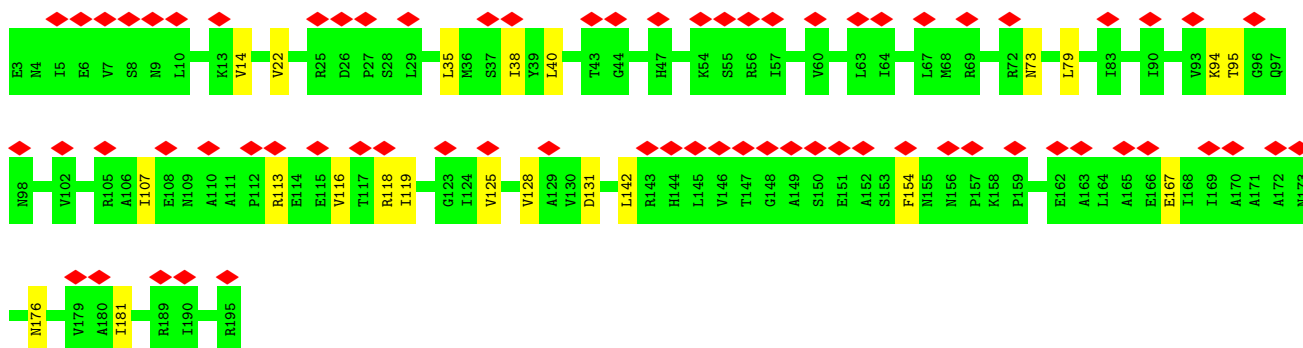 E3 N4 I5 E6 V7 S8 N9 L10 K13 V14 V22 R25 D26 P27 S28 L29 L35 M36 S37 I38 Y39 L40 T43 G44 H47 K54 S55 R56 I57 V60 L63 I64 L67 M68 R69 R72 N73 L79 I83 I90 V93 K94 T95 G96 Q97
N98 V102 R105 A106 I107 E108 N109 A110 A111 P112 R113 E114 E115 V116 T117 R118 I119 G123 I124 V125 V128 A129 V130 D131 L142 R143 H144 L145 V146 T147 G148 A149 S150 E151 A152 S153 F154 N155 N156 P157 K158 P159 E162 A163 L164 A165 E166 E167 I168 I169 A170 A171 A172 N173
N176 V179 A180 I181 R189 I190 R195